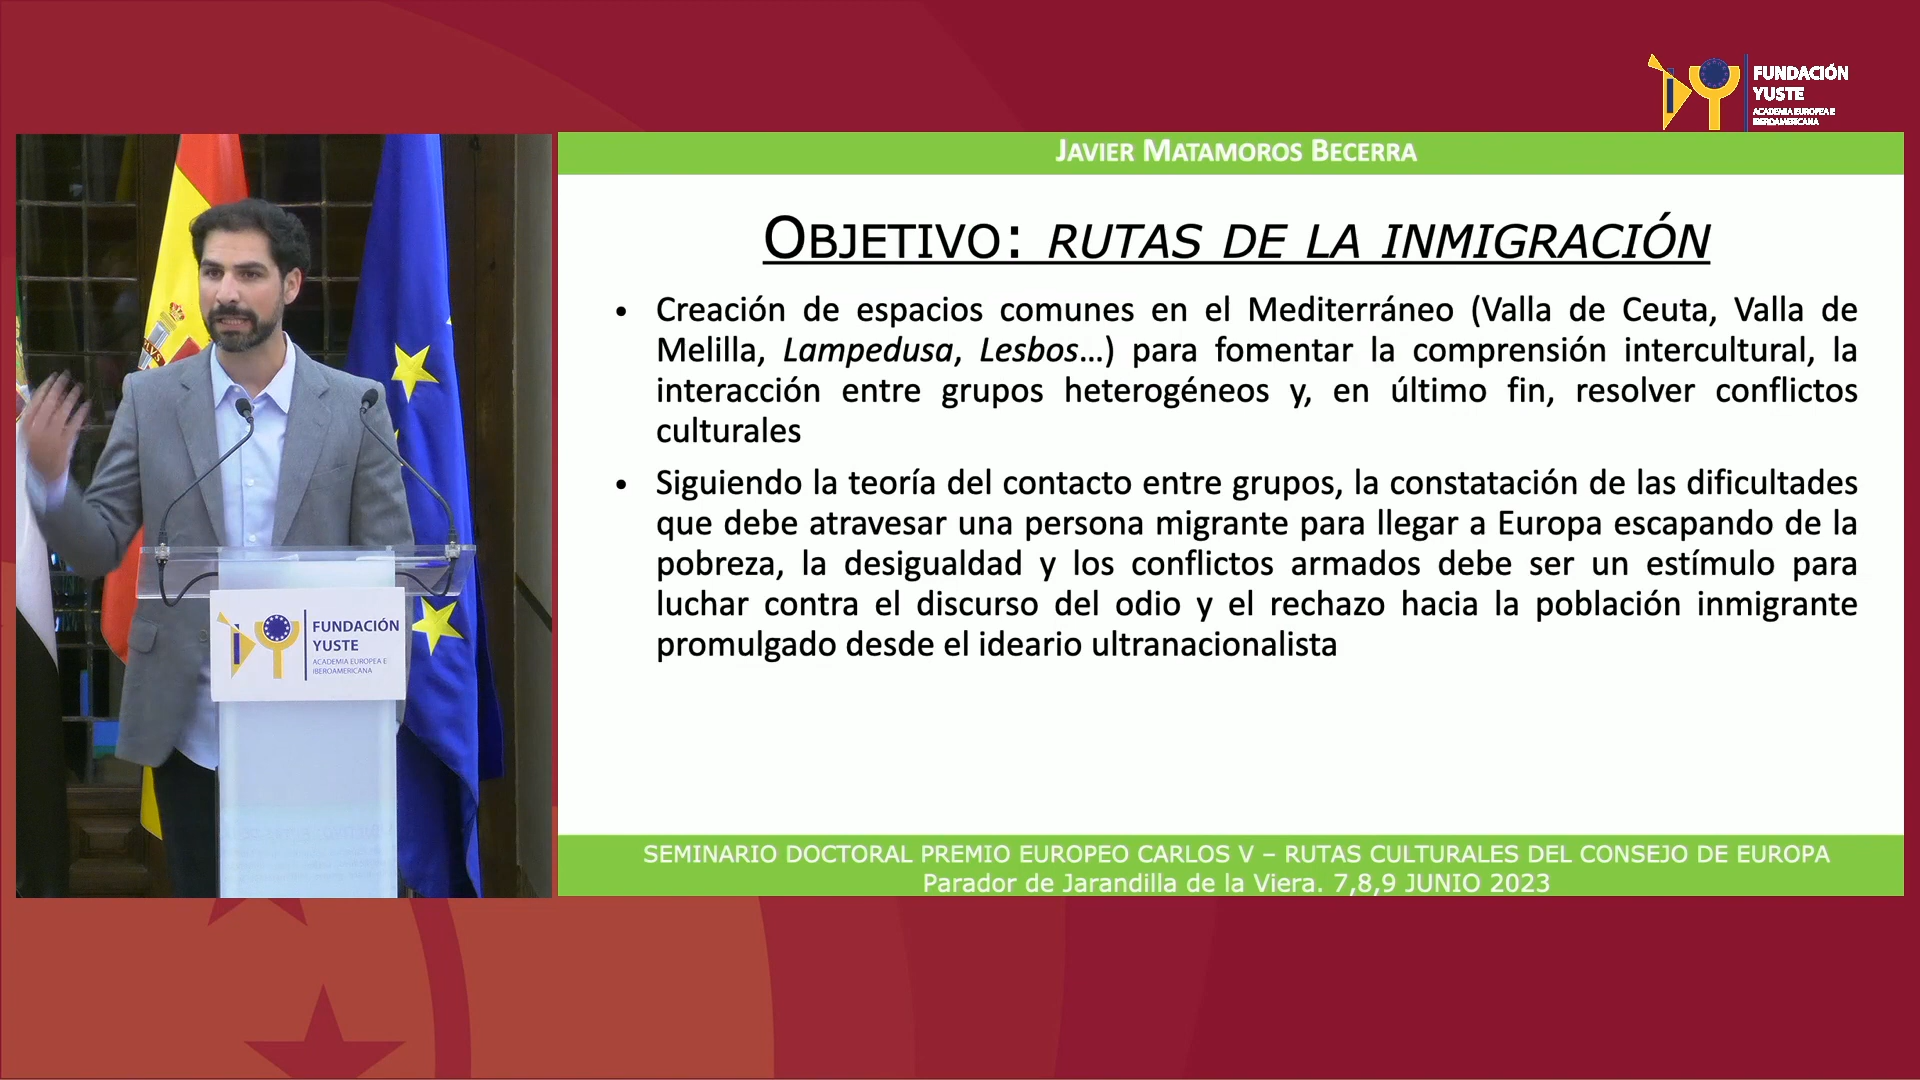 FUNDACIÓN
YUSTE
ACADEMIA EUROPEA E
IBEROAMERICANA
JAVIER MATAMOROS BECERRA
OBJETIVO: RUTAS DE LA INMIGRACIÓN
• Creación de espacios comunes en el Mediterráneo (Valla de Ceuta, Valla de
Melilla, Lampedusa, Lesbos…) para fomentar la comprensión intercultural, la
interacción entre grupos heterogéneos y, en último fin, resolver conflictos
culturales
• Siguiendo la teoría del contacto entre grupos, la constatación de las dificultades
que debe atravesar una persona migrante para llegar a Europa escapando de la
pobreza, la desigualdad y los conflictos armados debe ser un estímulo para
luchar contra el discurso del odio y el rechazo hacia la población inmigrante
promulgado desde el ideario ultranacionalista
SEMINARIO DOCTORAL PREMIO EUROPEO CARLOS V – RUTAS CULTURALES DEL CONSEJO DE EUROPA
Parador de Jarandilla de la Viera. 7,8,9 JUNIO 2023
FUNDACIÓN
YUSTE
ACADEMIA EUROPEA E
IBEROAMERICANA